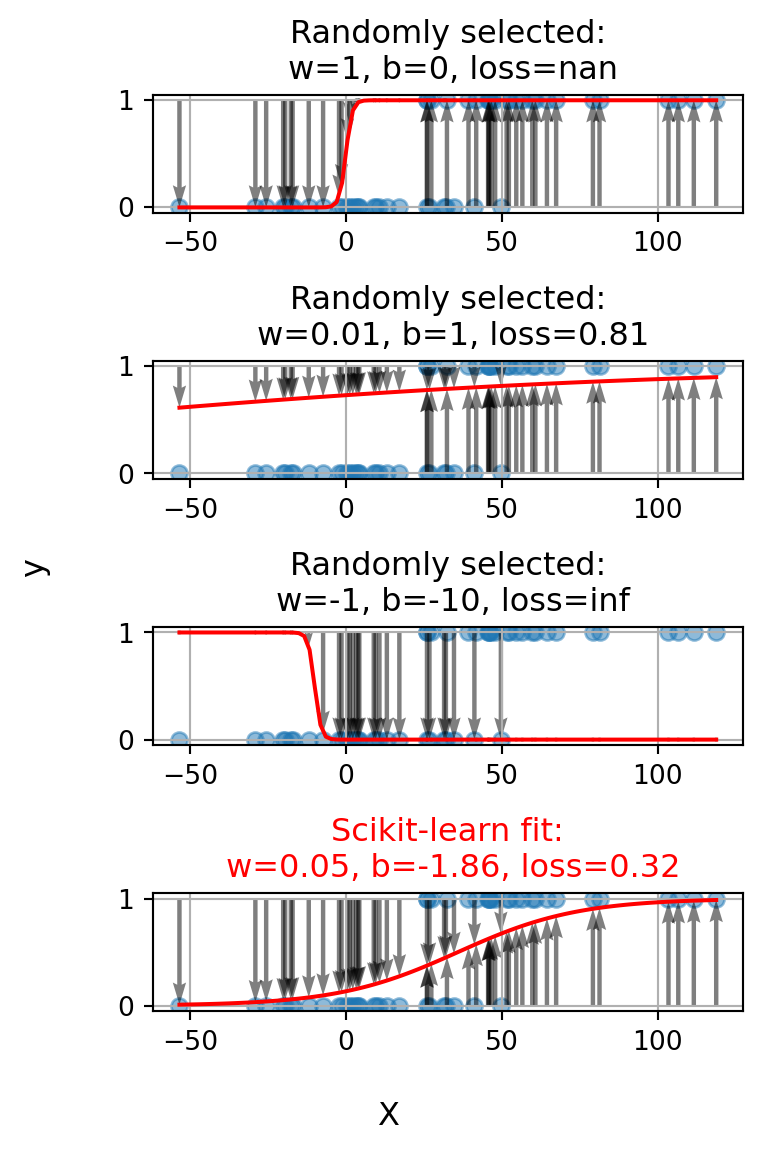 Randomly selected:
w=1, b=0, loss=nan
1
0
−50 0 50 100
Randomly selected:
w=0.01, b=1, loss=0.81
1
0
−50 0 50 100
y
Randomly selected:
w=-1, b=-10, loss=inf
1
0
−50 0 50 100
Scikit-learn fit:
w=0.05, b=-1.86, loss=0.32
1
0
−50 0 50 100
X